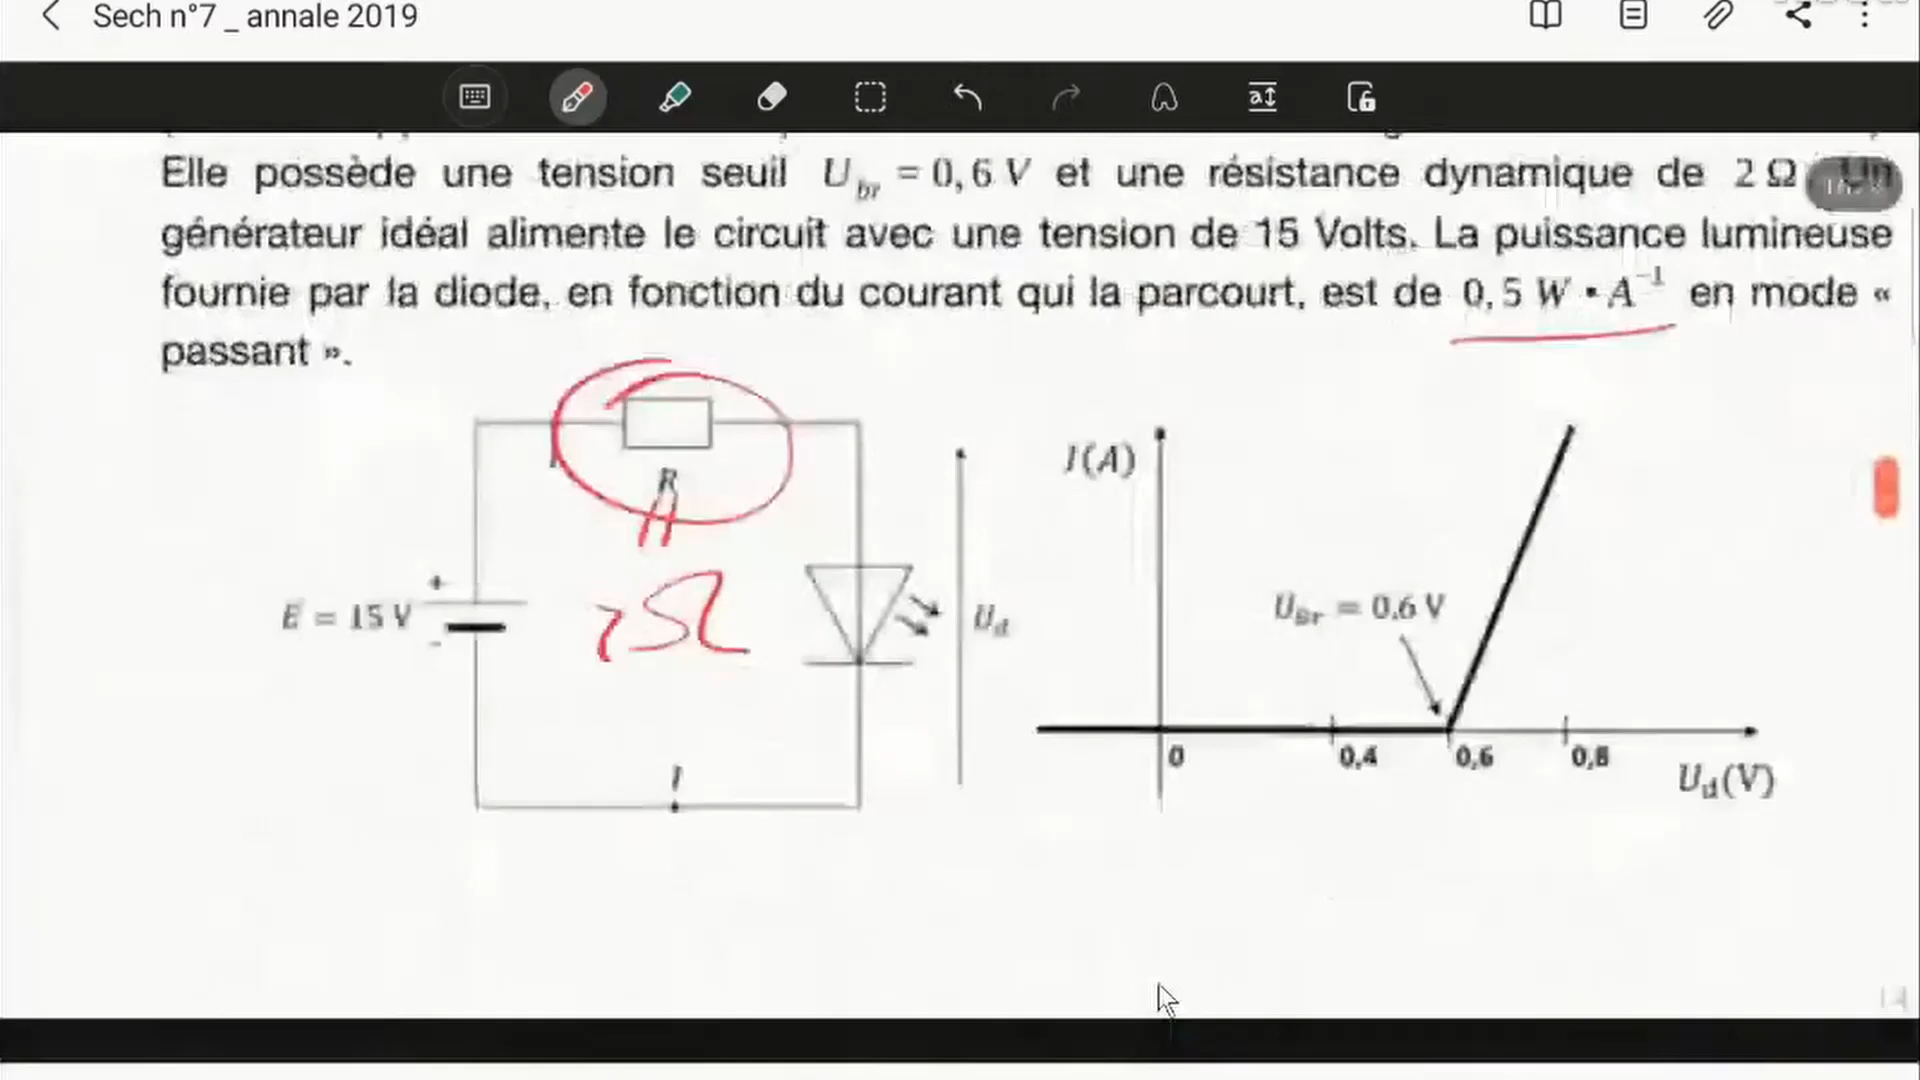 Sech n°7 _ annale 2019
Elle possède une tension seuil U_br = 0,6 V et une résistance dynamique de 2 Ω Un
générateur idéal alimente le circuit avec une tension de 15 Volts. La puissance lumineuse
fournie par la diode, en fonction du courant qui la parcourt, est de 0,5 W • A⁻¹ en mode «
passant ».
I(A)
R
E = 15 V
+
-
U_d
U_Br = 0.6 V
I
0
0,4
0,6
0,8
U_d(V)